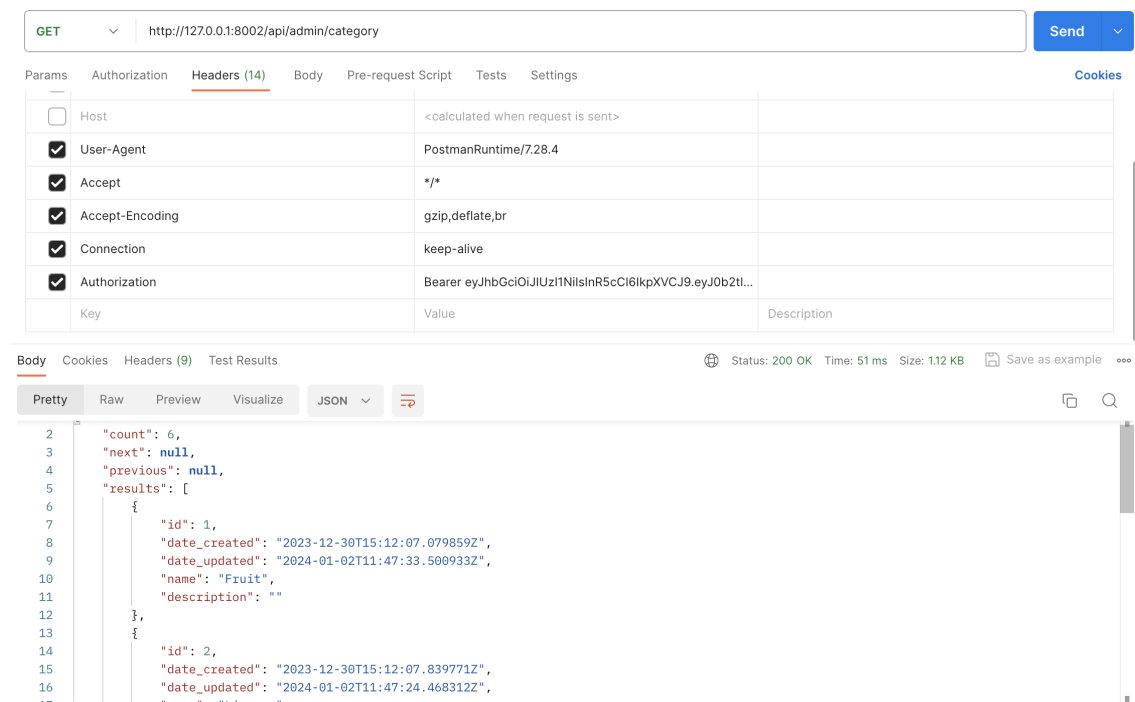 GET http://127.0.0.1:8002/api/admin/category Send
Params Authorization Headers (14) Body Pre-request Script Tests Settings Cookies
Host <calculated when request is sent>
User-Agent PostmanRuntime/7.28.4
Accept */*
Accept-Encoding gzip,deflate,br
Connection keep-alive
Authorization Bearer eyJhbGciOiJIUzI1NiIsInR5cCI6IkpXVCJ9.eyJ0b2tl...
Key Value Description
Body Cookies Headers (9) Test Results Status: 200 OK Time: 51 ms Size: 1.12 KB Save as example
Pretty Raw Preview Visualize JSON
2 "count": 6,
3 "next": null,
4 "previous": null,
5 "results": [
6 {
7 "id": 1,
8 "date_created": "2023-12-30T15:12:07.079859Z",
9 "date_updated": "2024-01-02T11:47:33.500933Z",
10 "name": "Fruit",
11 "description": ""
12 },
13 {
14 "id": 2,
15 "date_created": "2023-12-30T15:12:07.839771Z",
16 "date_updated": "2024-01-02T11:47:24.468312Z",